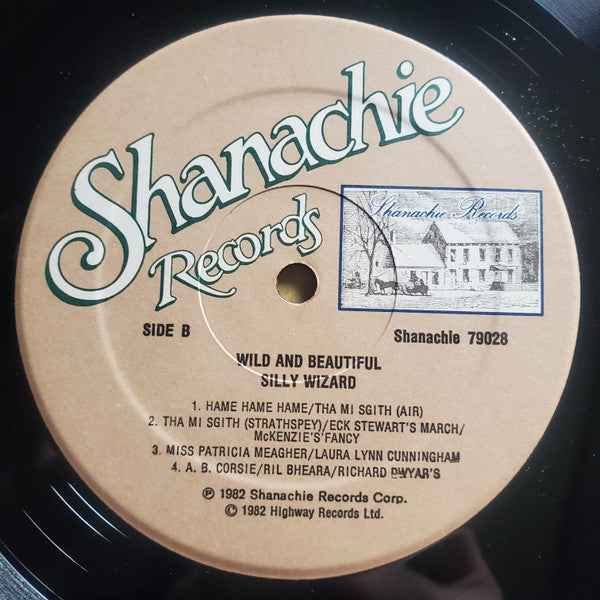 Shanachie
Records
Shanachie Records
SIDE B
Shanachie 79028
WILD AND BEAUTIFUL
SILLY WIZARD
1. HAME HAME HAME/THA MI SGITH (AIR)
2. THA MI SGITH (STRATHSPEY)/ECK STEWART'S MARCH/
McKENZIE'S'FANCY
3. MISS PATRICIA MEAGHER/LAURA LYNN CUNNINGHAM
4. A. B. CORSIE/RIL BHEARA/RICHARD DWYAR'S
℗ 1982 Shanachie Records Corp.
© 1982 Highway Records Ltd.